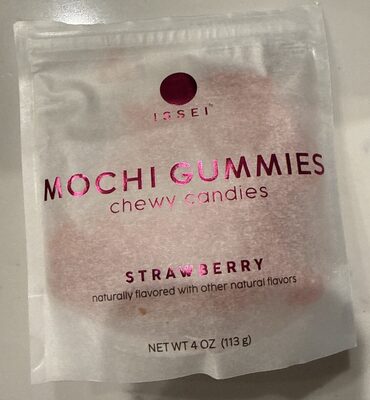 ISSEI
MOCHI GUMMIES
chewy candies
STRAWBERRY
naturally flavored with other natural flavors
NET WT 4 OZ (113 g)